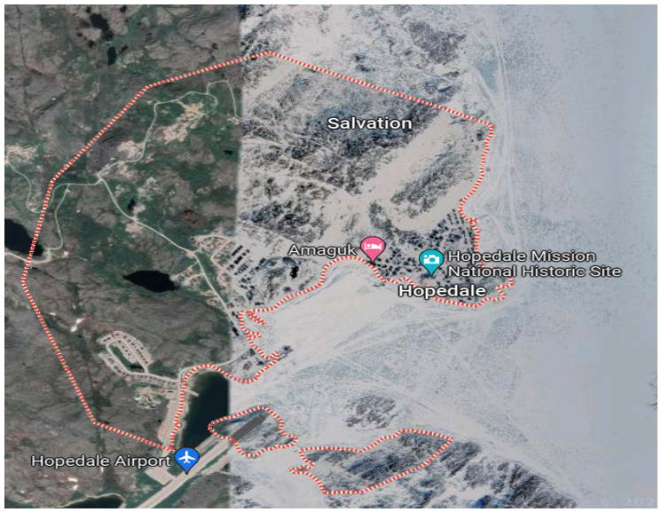 Salvation
Amaguk
Hopedale Mission
National Historic Site
Hopedale
Hopedale Airport